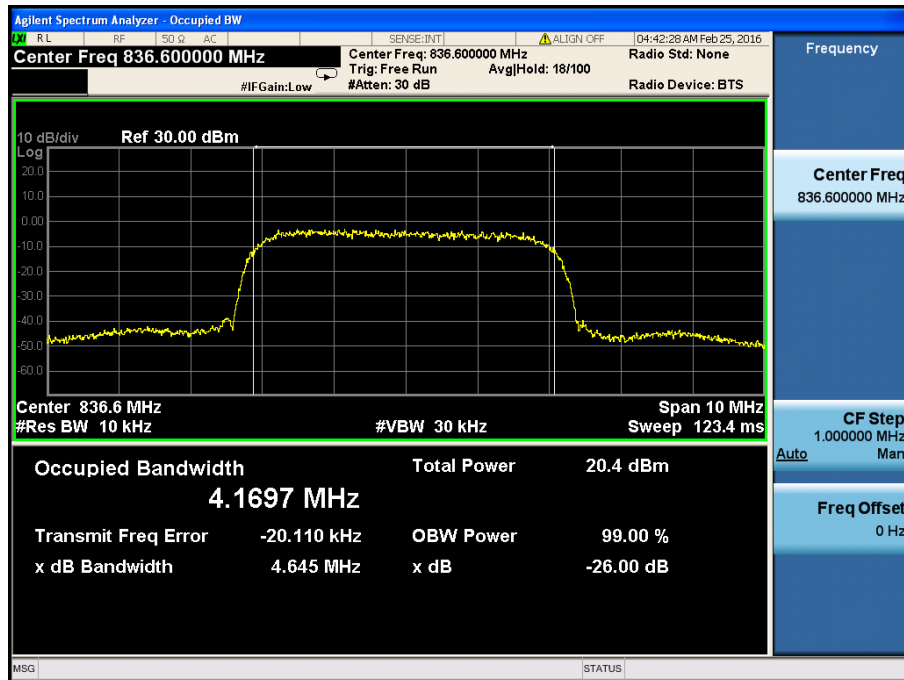 Agilent Spectrum Analyzer - Occupied BW
LXI RL RF 50 Ω AC SENSE:INT ALIGN OFF 04:42:28 AM Feb 25, 2016
Center Freq 836.600000 MHz
Center Freq: 836.600000 MHz
Radio Std: None
Trig: Free Run Avg|Hold: 18/100
#IFGain:Low
#Atten: 30 dB
Radio Device: BTS
10 dB/div Ref 30.00 dBm
Log
20.0
10.0
0.00
-10.0
-20.0
-30.0
-40.0
-50.0
-60.0
Center 836.6 MHz Span 10 MHz
#Res BW 10 kHz #VBW 30 kHz Sweep 123.4 ms
Occupied Bandwidth Total Power 20.4 dBm
4.1697 MHz
Transmit Freq Error -20.110 kHz OBW Power 99.00 %
x dB Bandwidth 4.645 MHz x dB -26.00 dB
MSG STATUS
Frequency
Center Freq
836.600000 MHz
CF Step
1.000000 MHz
Auto Man
Freq Offset
0 Hz